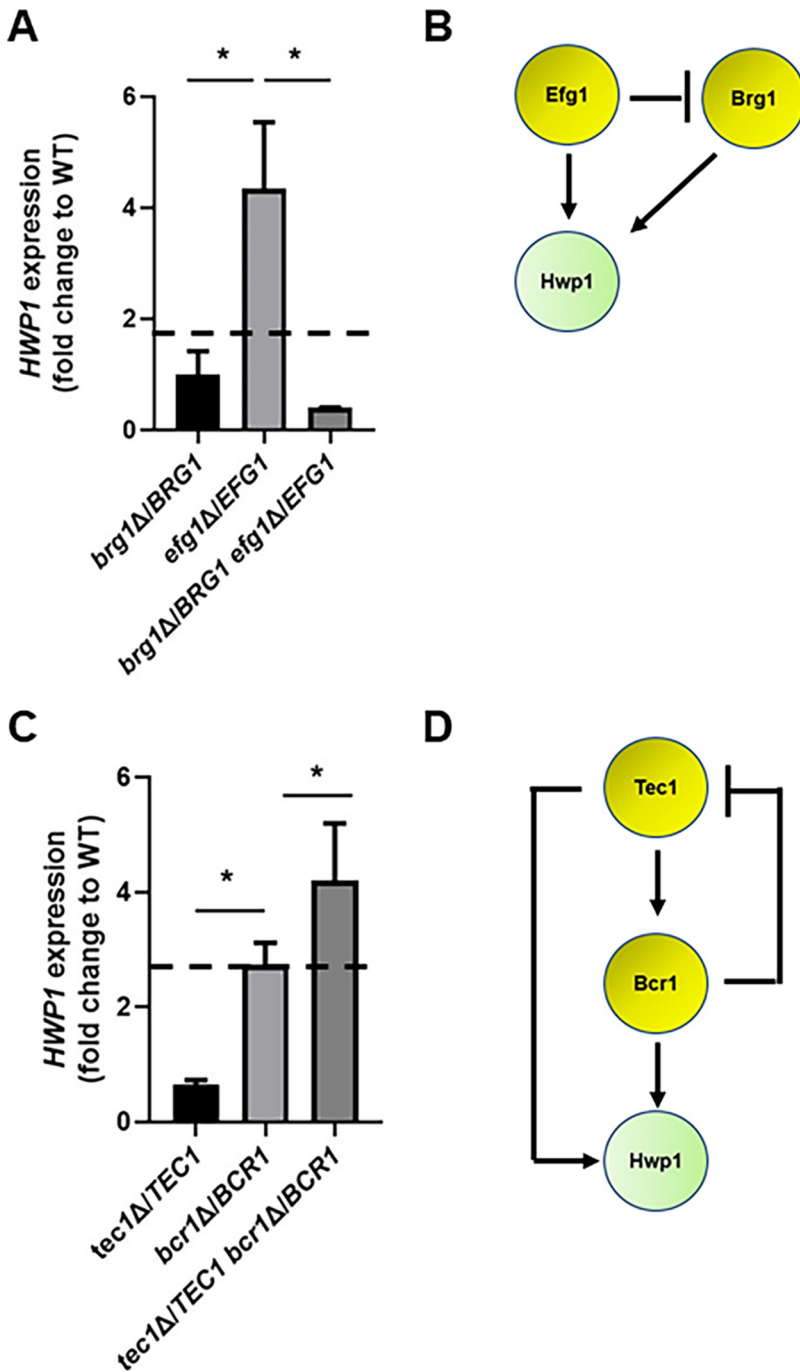 A
HWP1 expression
(fold change to WT)
6
4
2
0
*
*
brg1Δ/BRG1
efg1Δ/EFG1
brg1Δ/BRG1 efg1Δ/EFG1
B
Efg1
Brg1
Hwp1
C
HWP1 expression
(fold change to WT)
6
4
2
0
*
*
tec1Δ/TEC1
bcr1Δ/BCR1
tec1Δ/TEC1 bcr1Δ/BCR1
D
Tec1
Bcr1
Hwp1